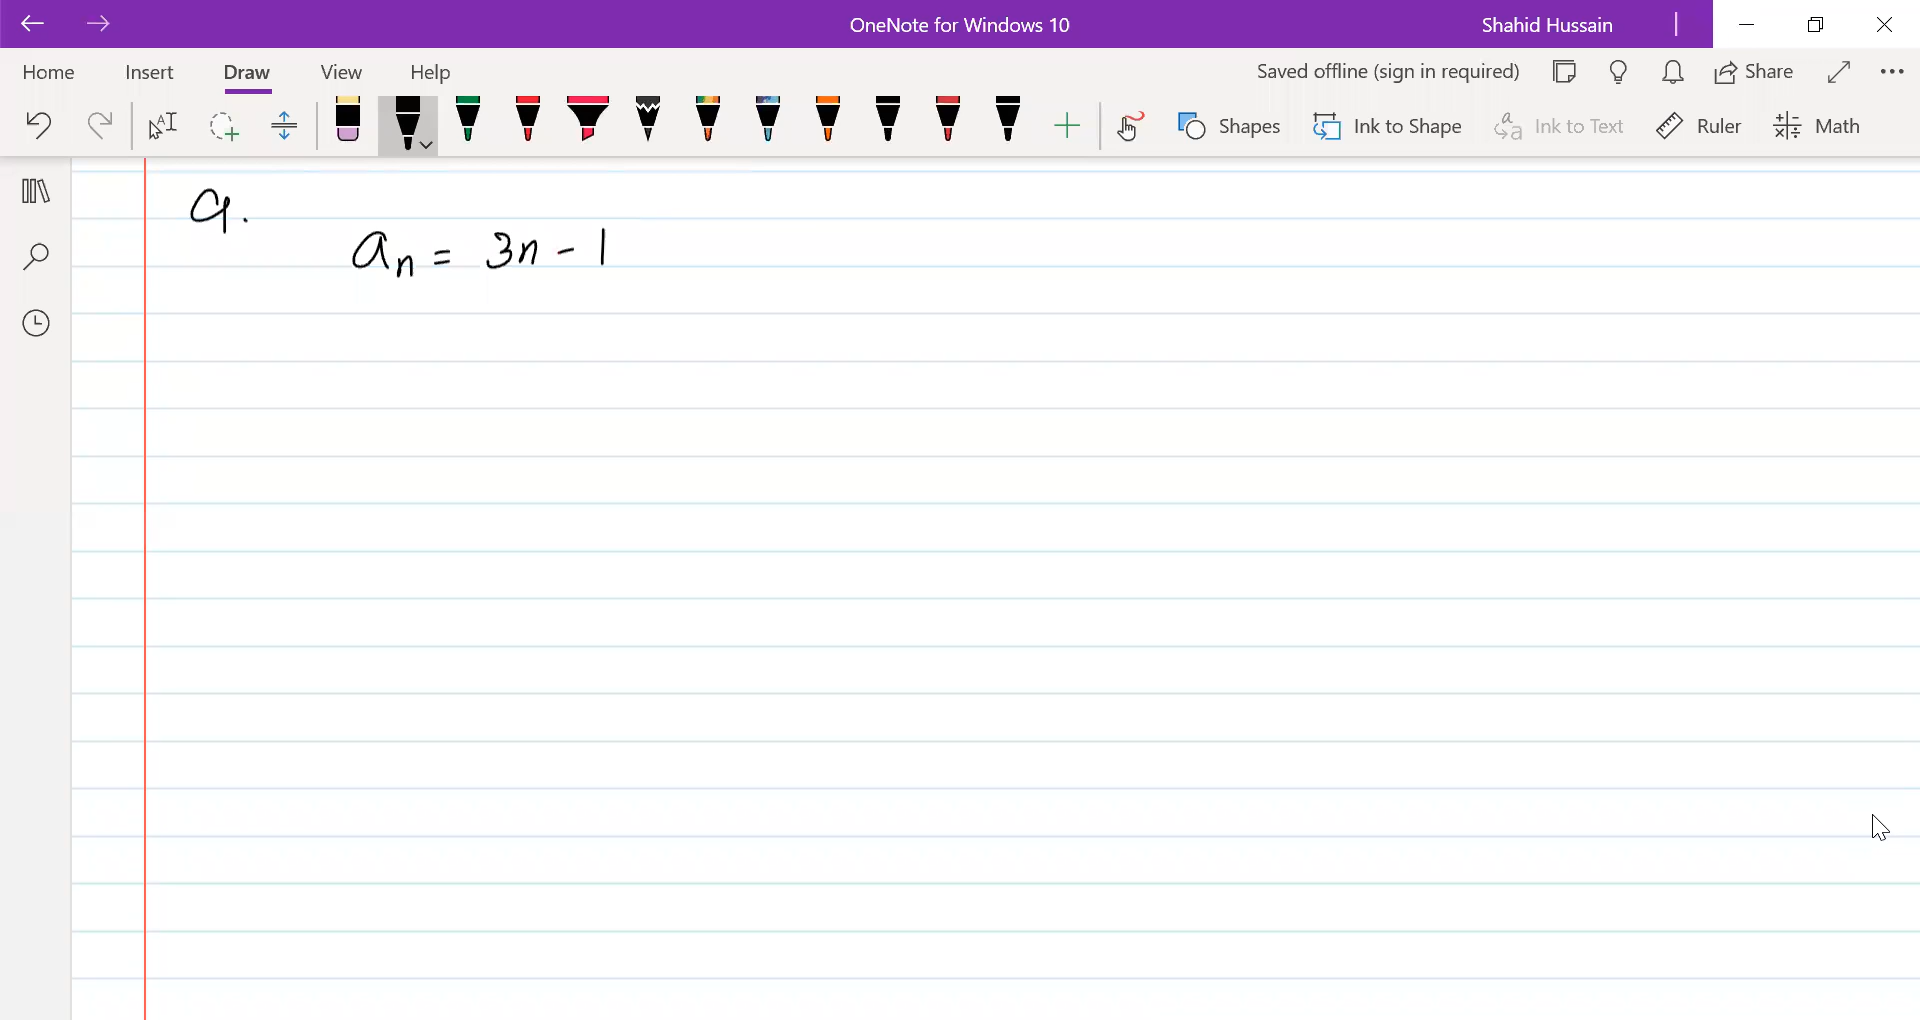 OneNote for Windows 10
Shahid Hussain
Home Insert Draw View Help
Saved offline (sign in required)
Share
Shapes Ink to Shape Ink to Text Ruler Math
Q.
aₙ = 3n - 1